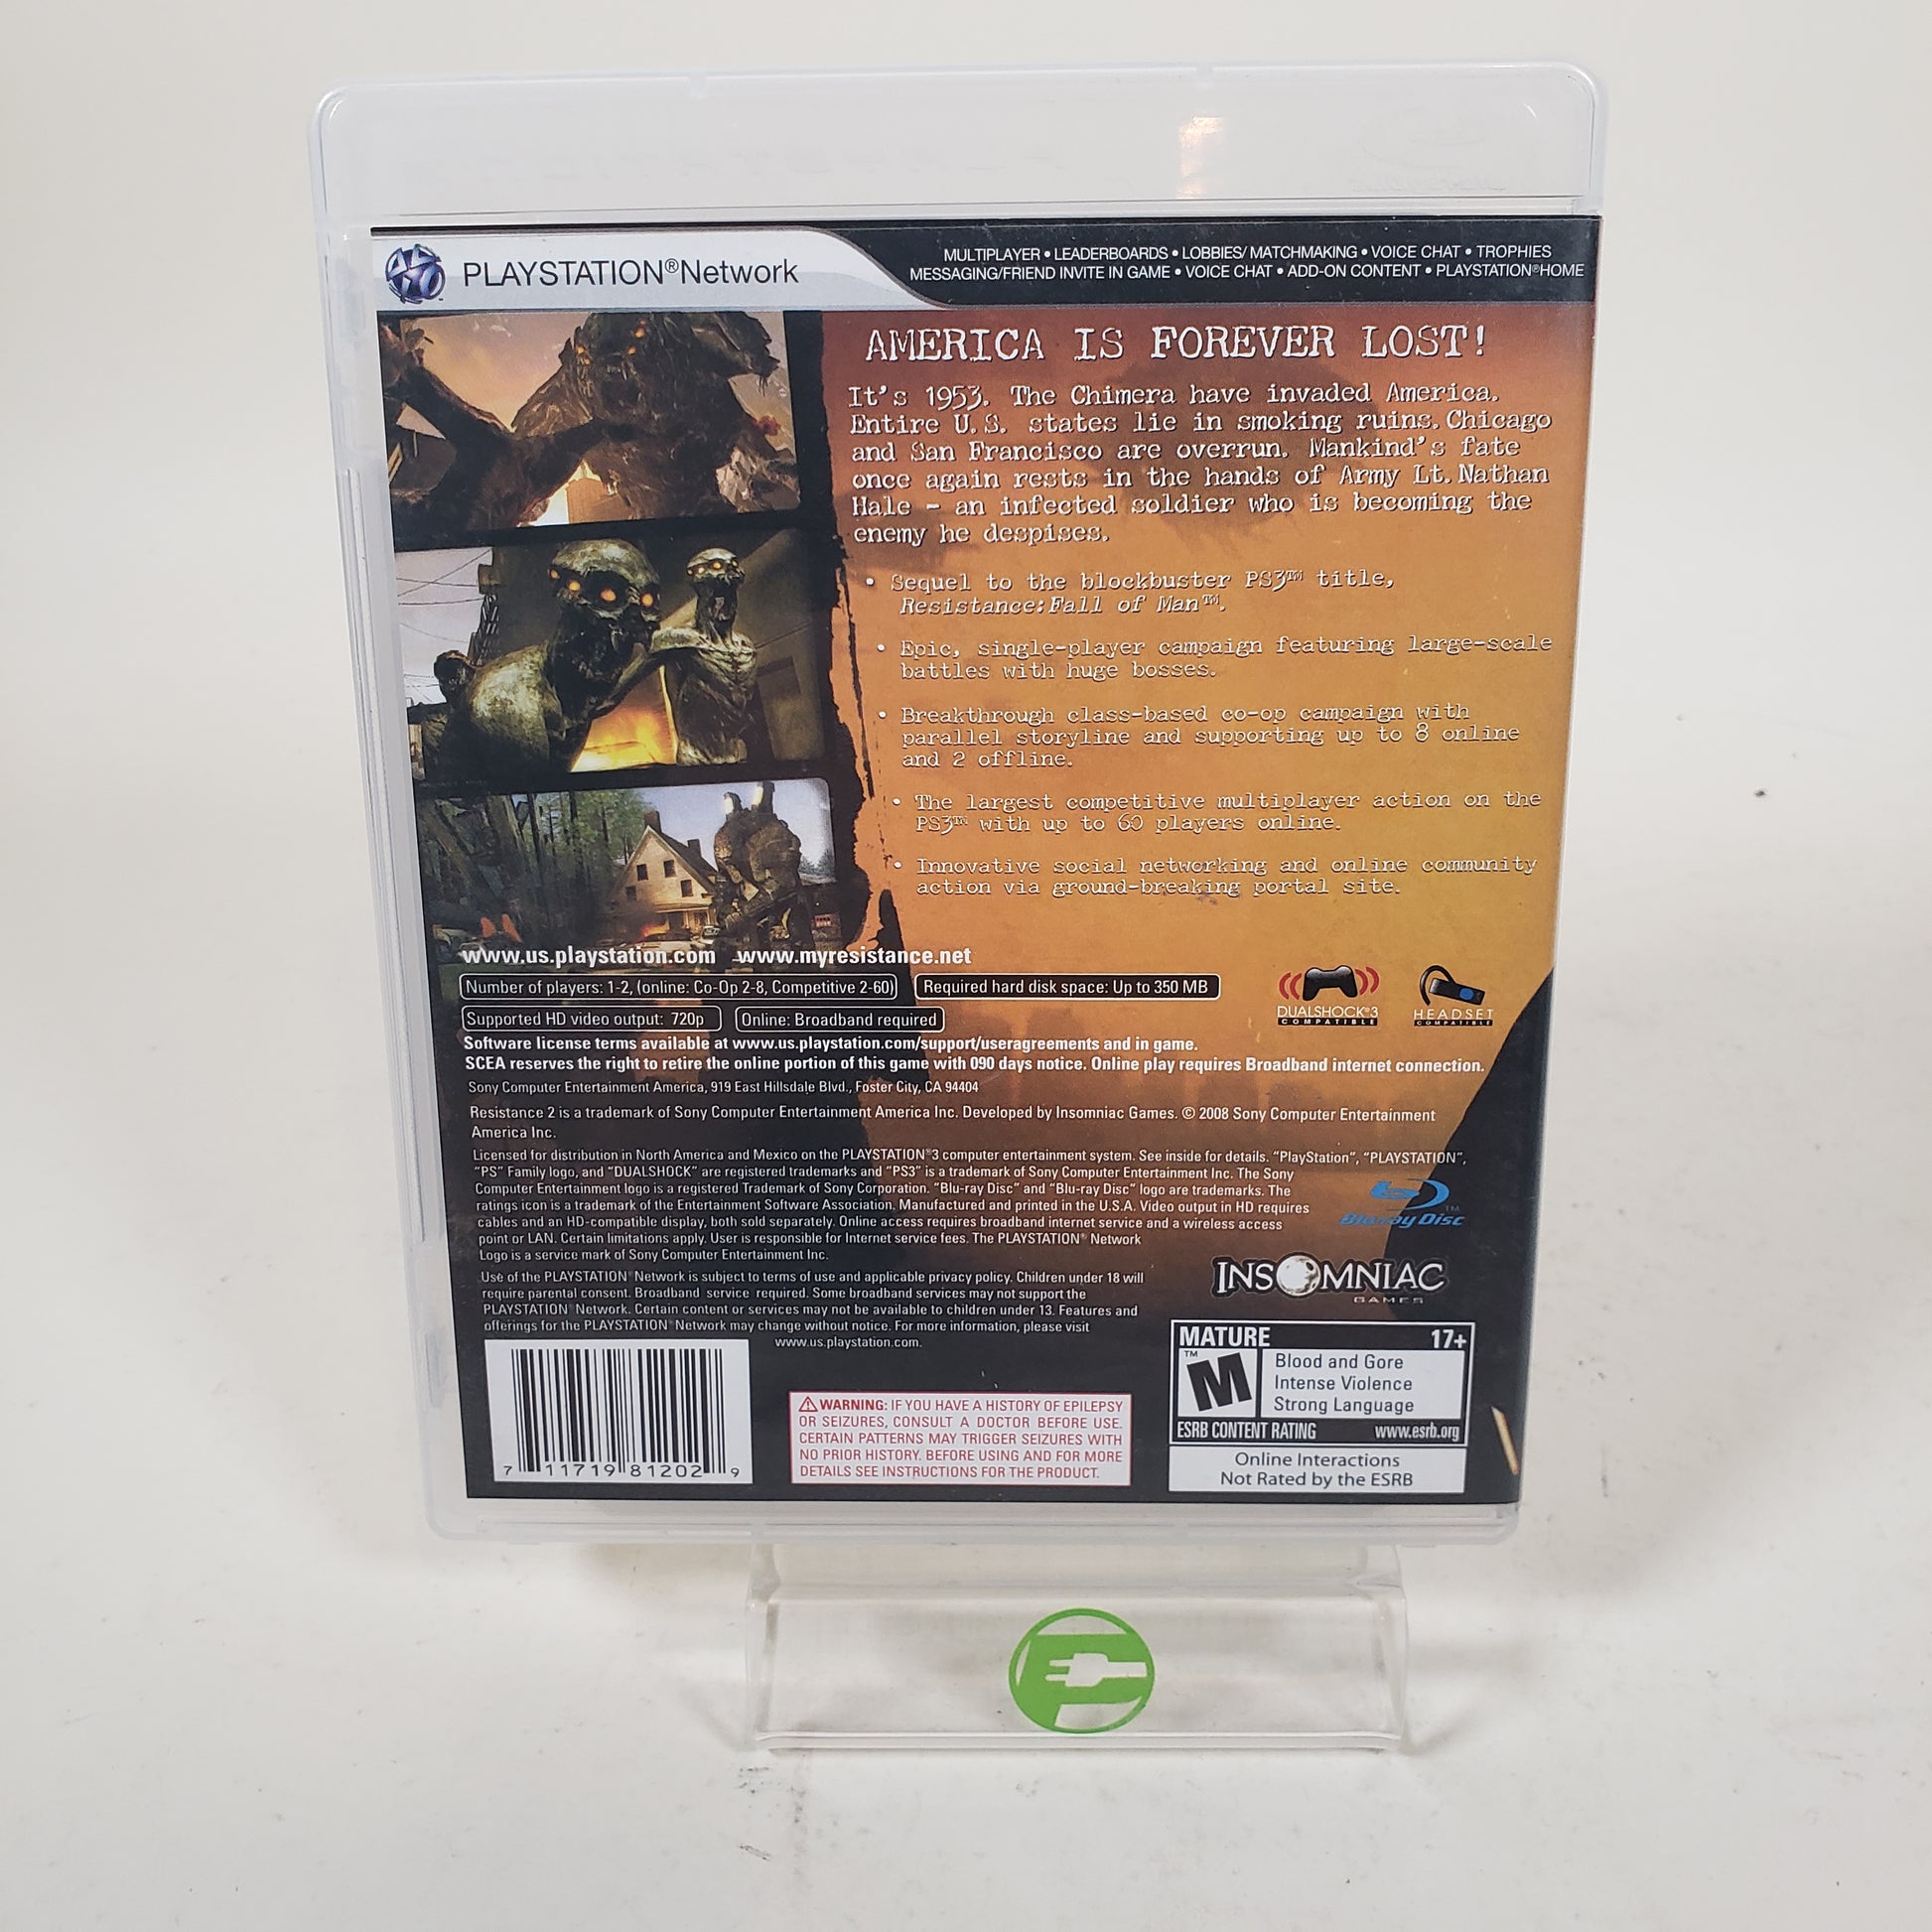 PLAYSTATION®Network
MULTIPLAYER • LEADERBOARDS • LOBBIES/ MATCHMAKING • VOICE CHAT • TROPHIES
MESSAGING/FRIEND INVITE IN GAME • VOICE CHAT • ADD-ON CONTENT • PLAYSTATION®HOME
AMERICA IS FOREVER LOST!
It's 1953. The Chimera have invaded America.
Entire U.S. states lie in smoking ruins. Chicago
and San Francisco are overrun. Mankind's fate
once again rests in the hands of Army Lt. Nathan
Hale - an infected soldier who is becoming the
enemy he despises.
• Sequel to the blockbuster PS3™ title,
Resistance: Fall of Man™.
• Epic, single-player campaign featuring large-scale
battles with huge bosses.
• Breakthrough class-based co-op campaign with
parallel storyline and supporting up to 8 online
and 2 offline.
• The largest competitive multiplayer action on the
PS3™ with up to 60 players online.
• Innovative social networking and online community
action via ground-breaking portal site.
www.us.playstation.com www.myresistance.net
Number of players: 1-2, (online: Co-Op 2-8, Competitive 2-60) Required hard disk space: Up to 350 MB
Supported HD video output: 720p Online: Broadband required
DUALSHOCK®3
COMPATIBLE
HEADSET
COMPATIBLE
Software license terms available at www.us.playstation.com/support/useragreements and in game.
SCEA reserves the right to retire the online portion of this game with 090 days notice. Online play requires Broadband internet connection.
Sony Computer Entertainment America, 919 East Hillsdale Blvd., Foster City, CA 94404
Resistance 2 is a trademark of Sony Computer Entertainment America Inc. Developed by Insomniac Games. © 2008 Sony Computer Entertainment
America Inc.
Licensed for distribution in North America and Mexico on the PLAYSTATION®3 computer entertainment system. See inside for details. "PlayStation", "PLAYSTATION",
"PS" Family logo, and "DUALSHOCK" are registered trademarks and "PS3" is a trademark of Sony Computer Entertainment Inc. The Sony
Computer Entertainment logo is a registered Trademark of Sony Corporation. "Blu-ray Disc" and "Blu-ray Disc" logo are trademarks. The
ratings icon is a trademark of the Entertainment Software Association. Manufactured and printed in the U.S.A. Video output in HD requires
cables and an HD-compatible display, both sold separately. Online access requires broadband internet service and a wireless access
point or LAN. Certain limitations apply. User is responsible for Internet service fees. The PLAYSTATION® Network
Logo is a service mark of Sony Computer Entertainment Inc.
Use of the PLAYSTATION® Network is subject to terms of use and applicable privacy policy. Children under 18 will
require parental consent. Broadband service required. Some broadband services may not support the
PLAYSTATION® Network. Certain content or services may not be available to children under 13. Features and
offerings for the PLAYSTATION® Network may change without notice. For more information, please visit
www.us.playstation.com.
Blu-ray Disc™
INSOMNIAC
GAMES
7 11719 81202 9
WARNING: IF YOU HAVE A HISTORY OF EPILEPSY
OR SEIZURES, CONSULT A DOCTOR BEFORE USE.
CERTAIN PATTERNS MAY TRIGGER SEIZURES WITH
NO PRIOR HISTORY. BEFORE USING AND FOR MORE
DETAILS SEE INSTRUCTIONS FOR THE PRODUCT.
MATURE 17+
M™
Blood and Gore
Intense Violence
Strong Language
ESRB CONTENT RATING www.esrb.org
Online Interactions
Not Rated by the ESRB